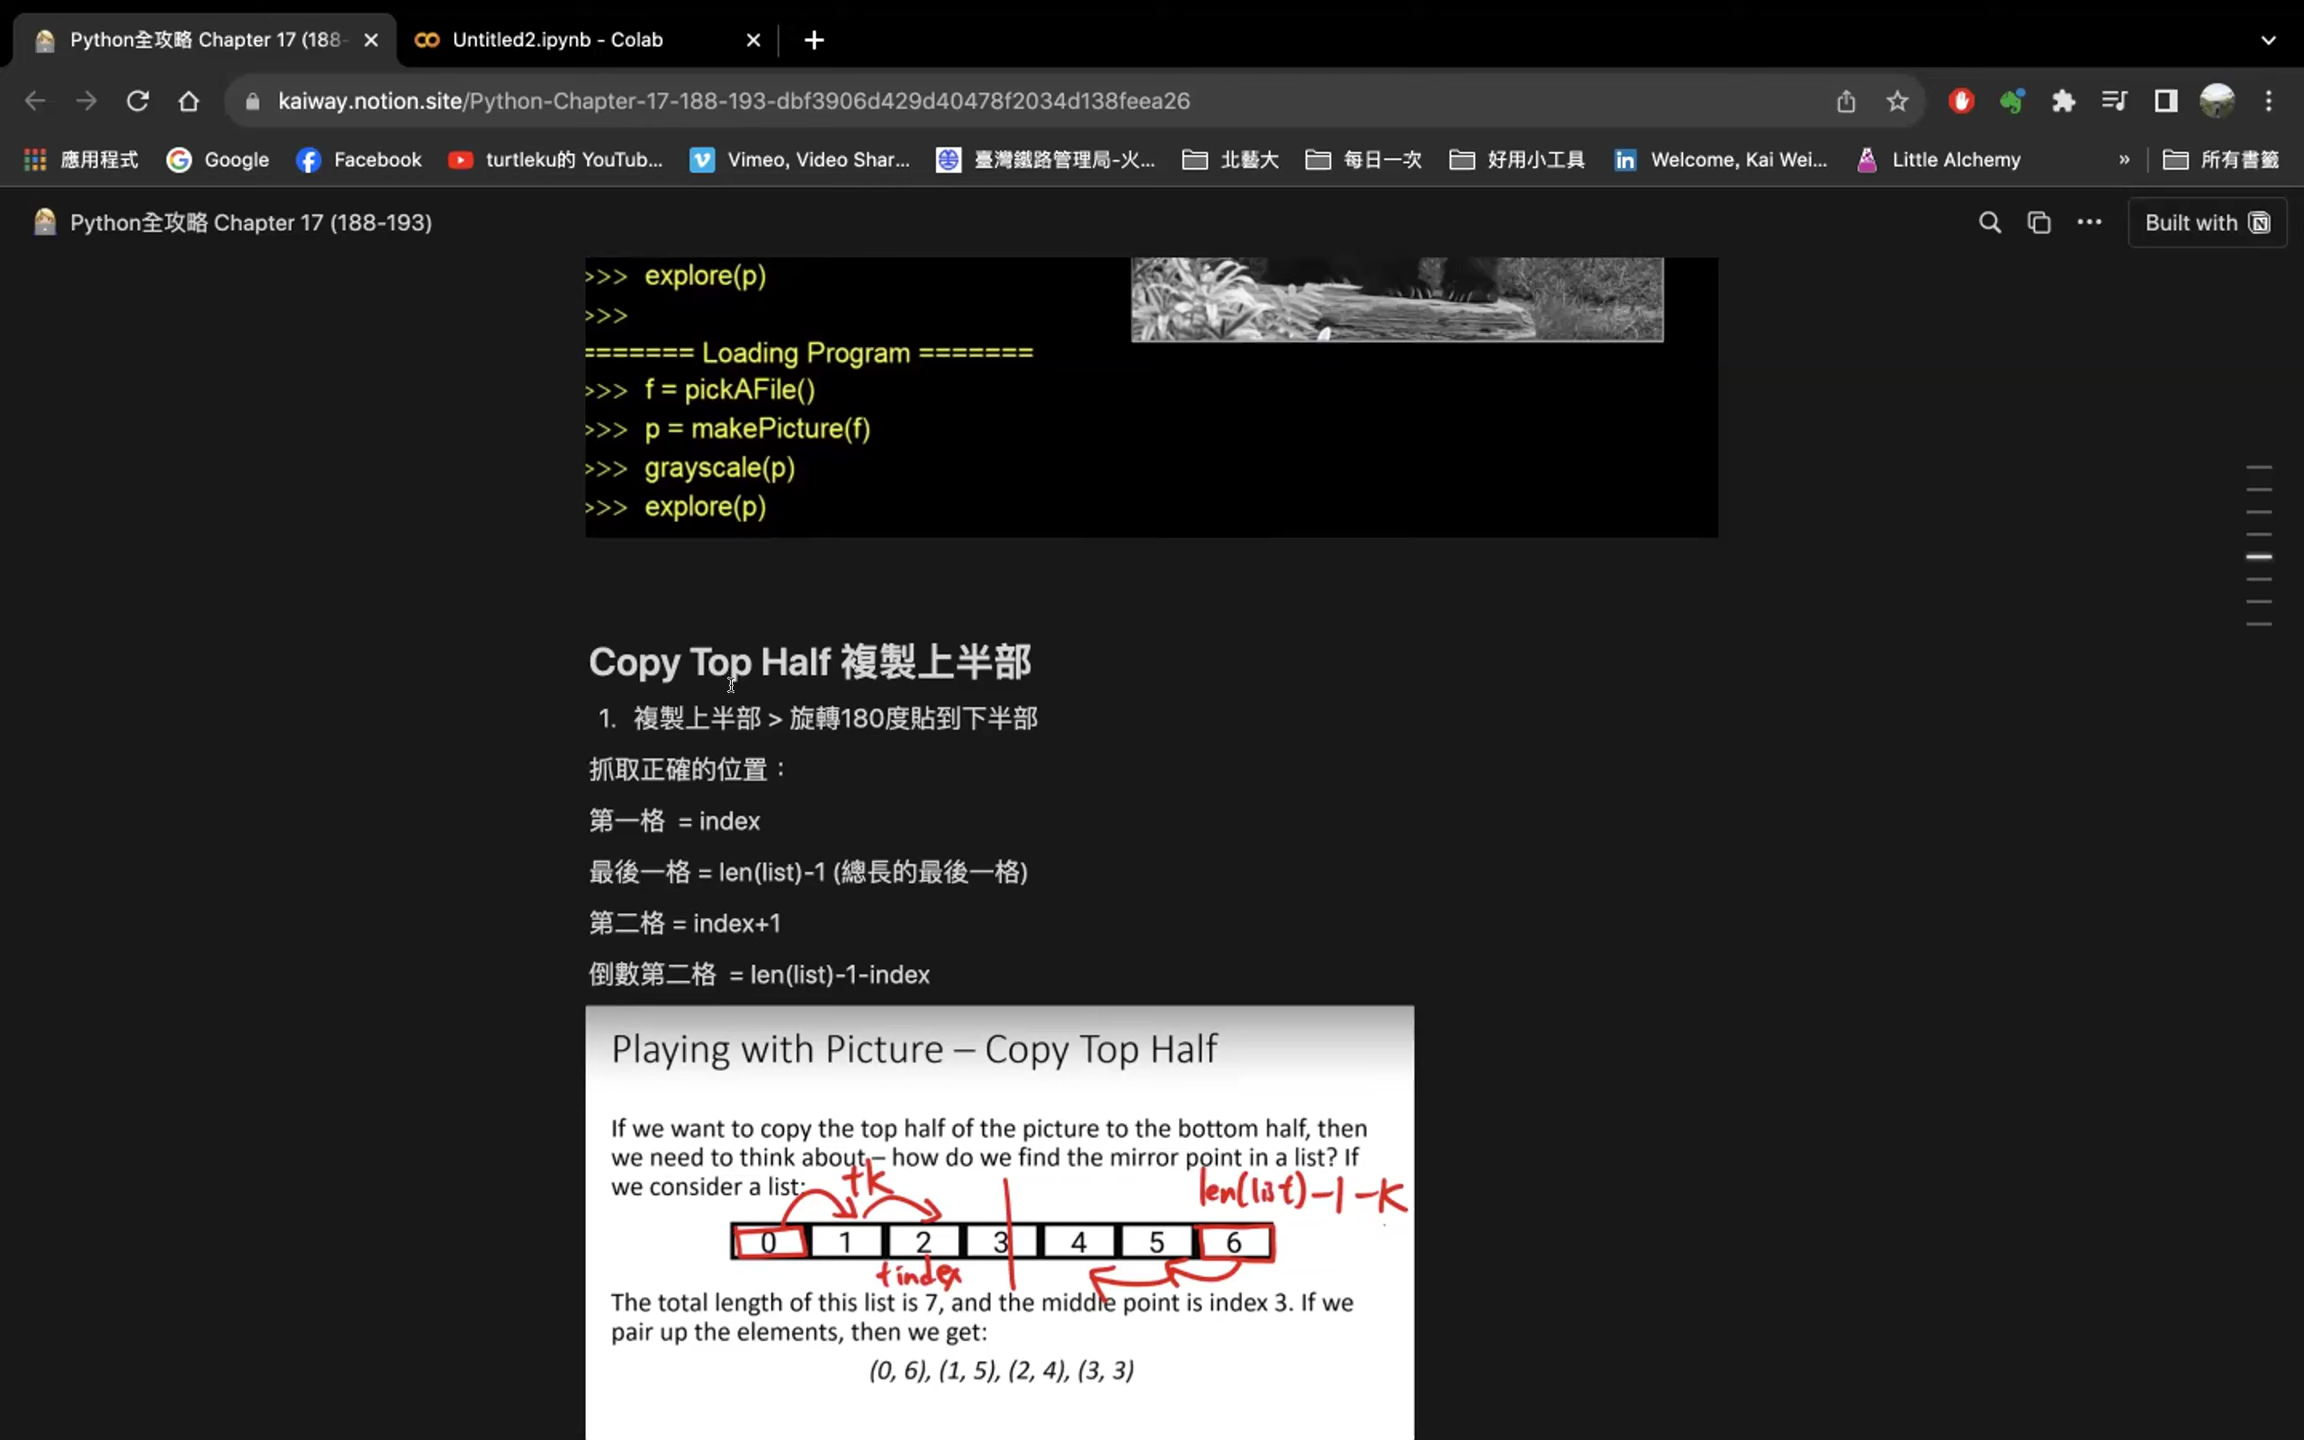 Python全攻略 Chapter 17 (188-
Untitled2.ipynb - Colab
kaiway.notion.site/Python-Chapter-17-188-193-dbf3906d429d40478f2034d138feea26
應用程式 Google Facebook turtleku的 YouTub... Vimeo, Video Shar... 臺灣鐵路管理局-火... 北藝大 每日一次 好用小工具 Welcome, Kai Wei... Little Alchemy » 所有書籤
Python全攻略 Chapter 17 (188-193)
Built with
>>> explore(p)
>>>
======= Loading Program =======
>>> f = pickAFile()
>>> p = makePicture(f)
>>> grayscale(p)
>>> explore(p)
Copy Top Half 複製上半部
1. 複製上半部 > 旋轉180度貼到下半部
抓取正確的位置：
第一格 = index
最後一格 = len(list)-1 (總長的最後一格)
第二格 = index+1
倒數第二格 = len(list)-1-index
Playing with Picture – Copy Top Half
If we want to copy the top half of the picture to the bottom half, then
we need to think about – how do we find the mirror point in a list? If
we consider a list:
+k
len(list)-1-K
0 1 2 3 4 5 6
+index
The total length of this list is 7, and the middle point is index 3. If we
pair up the elements, then we get:
(0, 6), (1, 5), (2, 4), (3, 3)